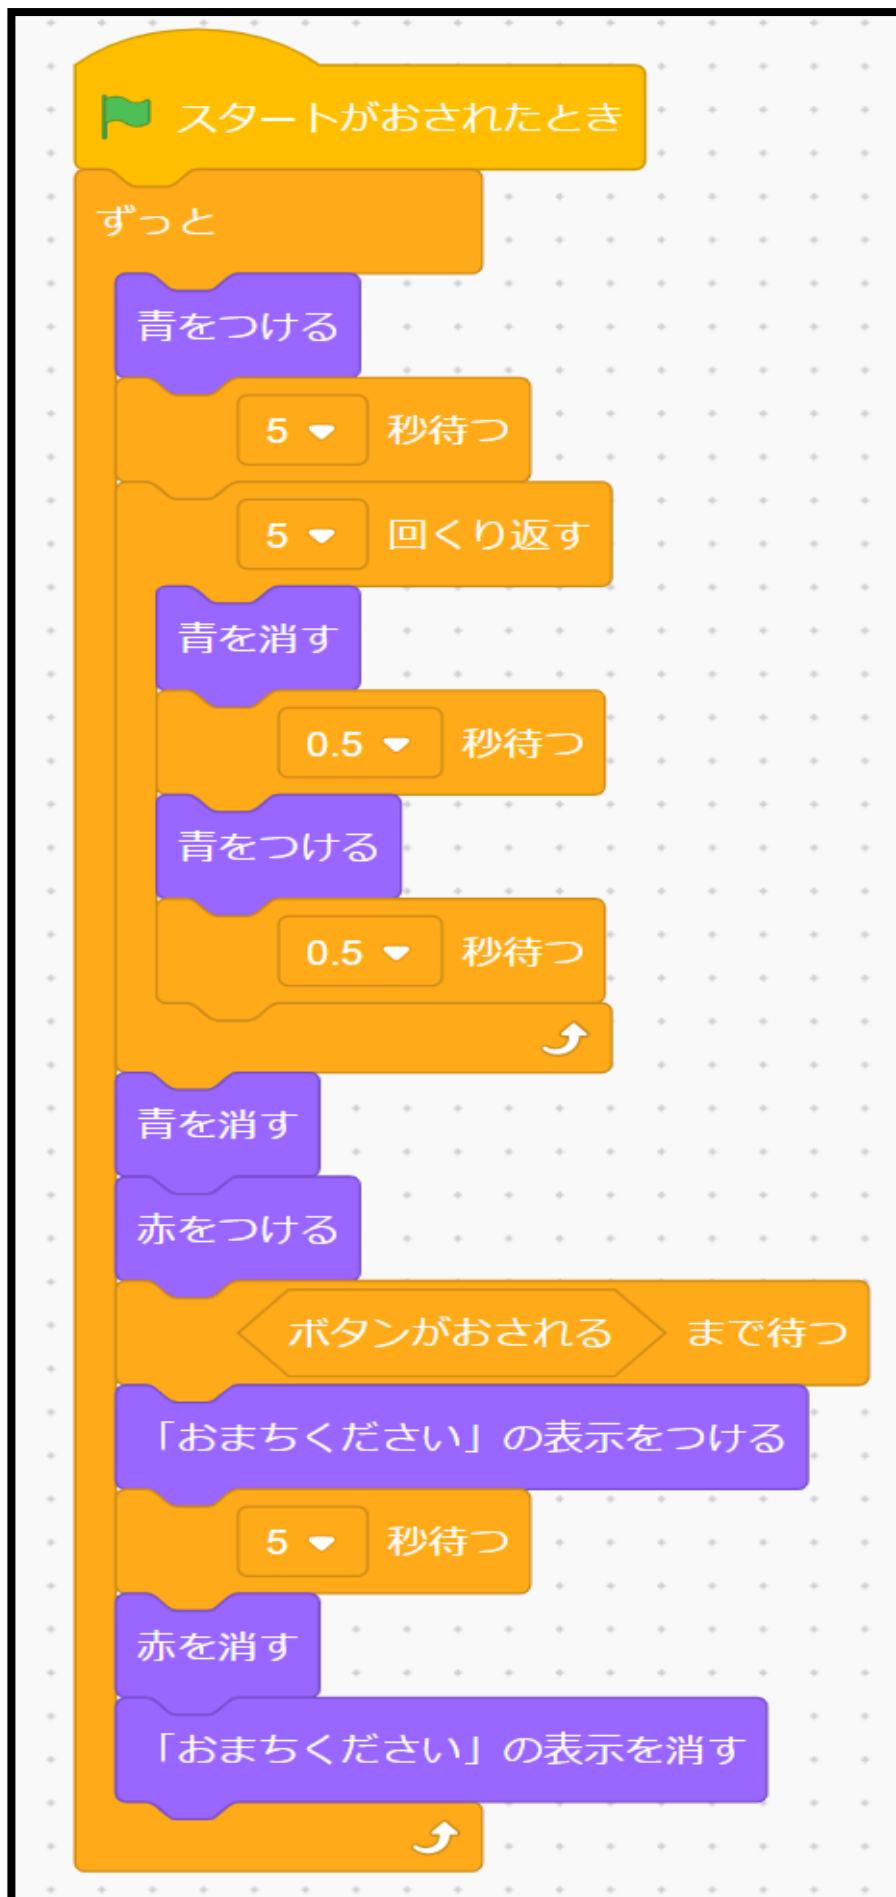 スタートがおされたとき
ずっと
青をつける
5 秒待つ
5 回くり返す
青を消す
0.5 秒待つ
青をつける
0.5 秒待つ
青を消す
赤をつける
ボタンがおされる まで待つ
「おまちください」の表示をつける
5 秒待つ
赤を消す
「おまちください」の表示を消す